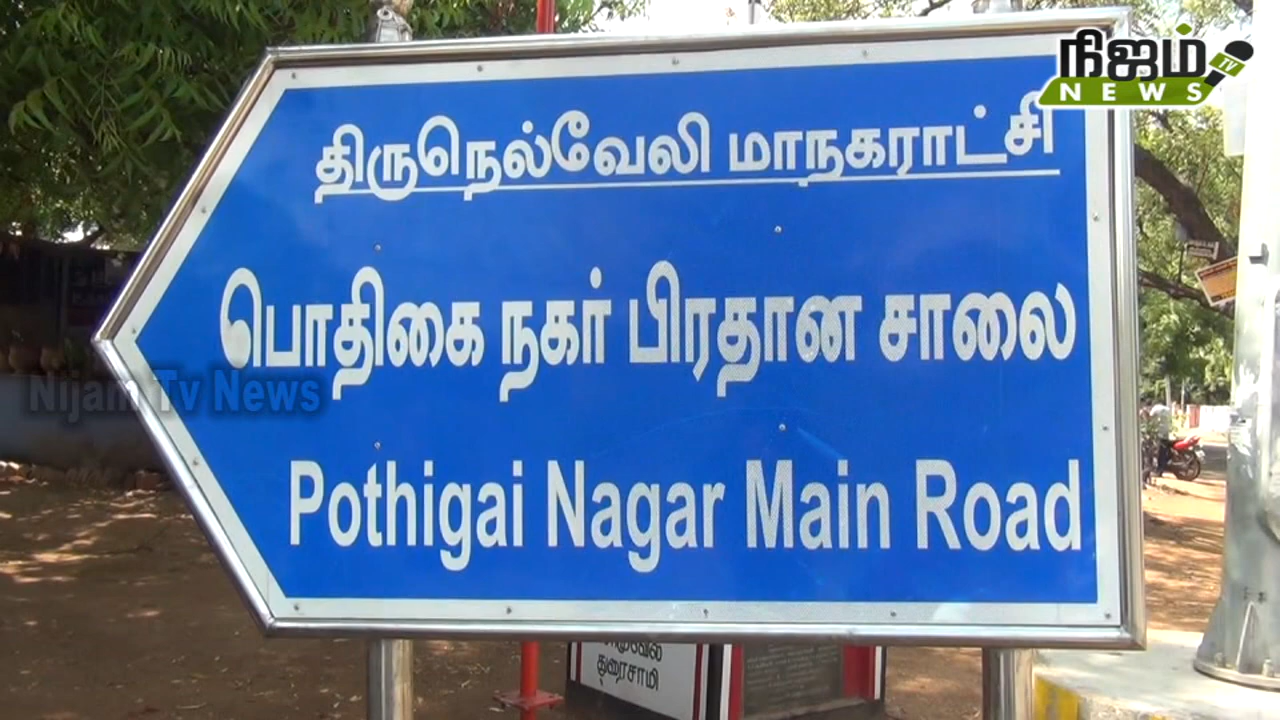 நிஜம்
TV
NEWS
திருநெல்வேலி மாநகராட்சி
பொதிகை நகர் பிரதான சாலை
Nijam Tv News
Pothigai Nagar Main Road
துரைசாமி